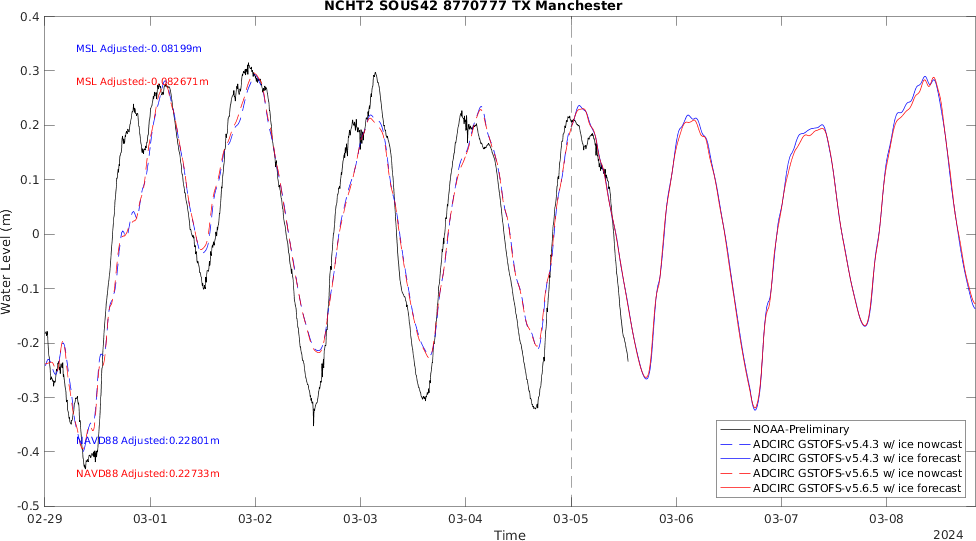 NCHT2 SOUS42 8770777 TX Manchester
0.4
0.3
0.2
0.1
0
-0.1
-0.2
-0.3
-0.4
-0.5
Water Level (m)
MSL Adjusted:-0.08199m
MSL Adjusted:-0.082671m
NAVD88 Adjusted:0.22801m
NAVD88 Adjusted:0.22733m
NOAA-Preliminary
ADCIRC GSTOFS-v5.4.3 w/ ice nowcast
ADCIRC GSTOFS-v5.4.3 w/ ice forecast
ADCIRC GSTOFS-v5.6.5 w/ ice nowcast
ADCIRC GSTOFS-v5.6.5 w/ ice forecast
02-29 03-01 03-02 03-03 03-04 03-05 03-06 03-07 03-08
Time
2024